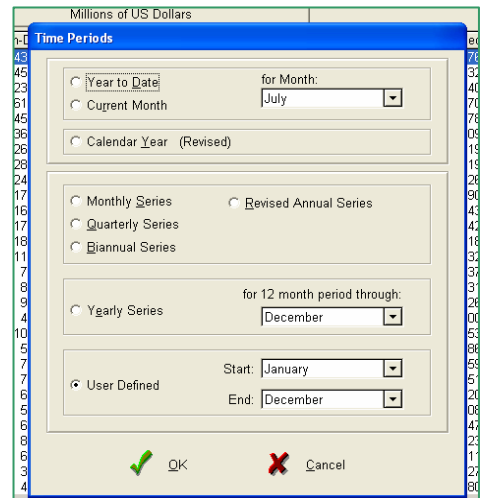 Millions of US Dollars
Time Periods
Year to Date
for Month:
July
Current Month
Calendar Year (Revised)
Monthly Series
Revised Annual Series
Quarterly Series
Biannual Series
for 12 month period through:
Yearly Series
December
Start: January
User Defined
End: December
OK
Cancel